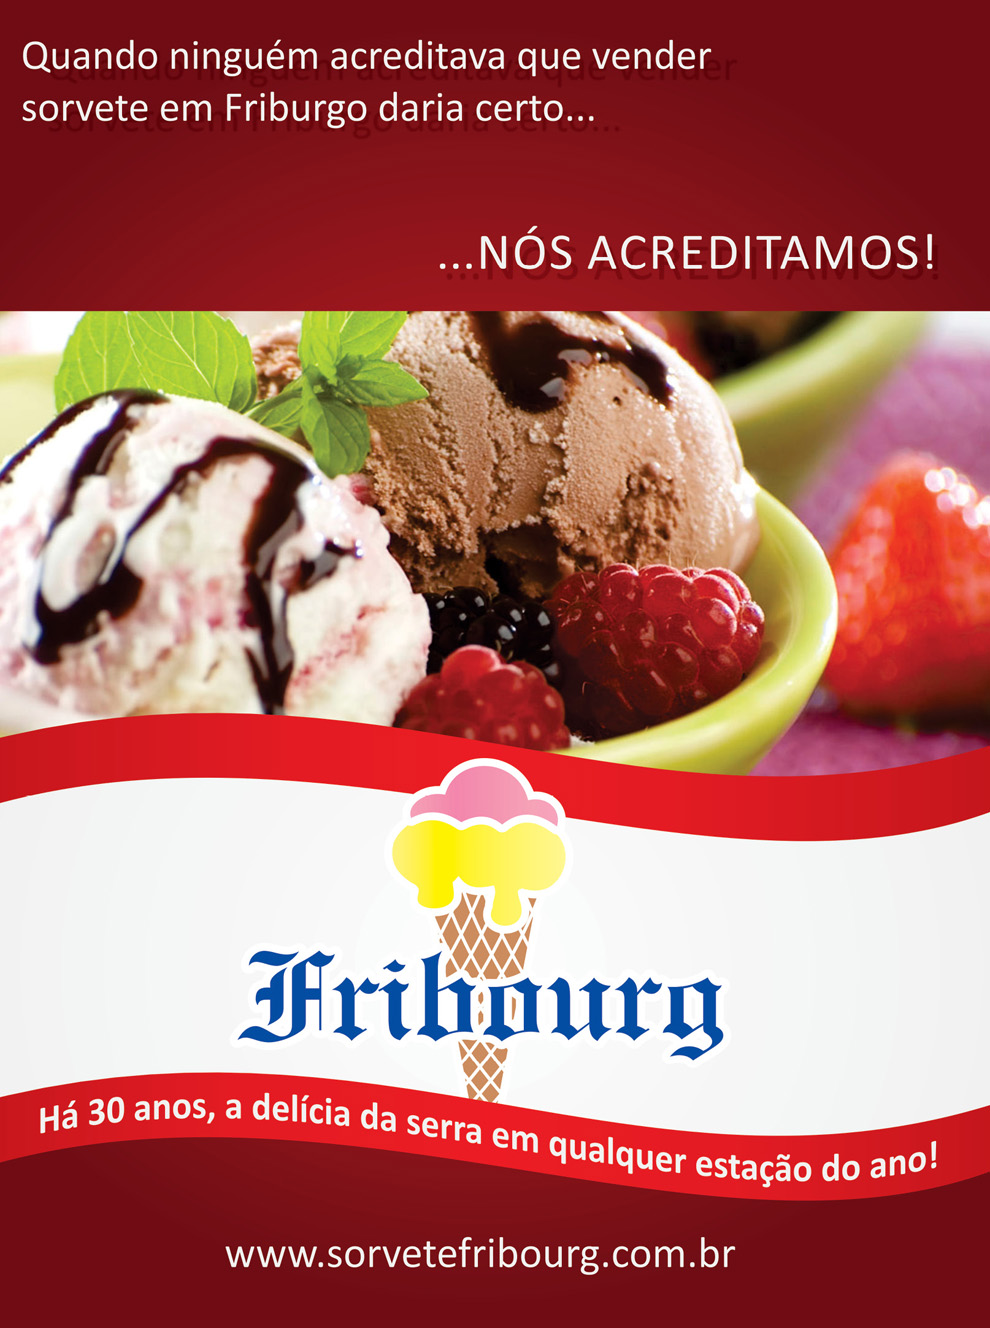 Quando ninguém acreditava que vender
sorvete em Friburgo daria certo...
...NÓS ACREDITAMOS!
Fribourg
Há 30 anos, a delícia da serra em qualquer estação do ano!
www.sorvetefribourg.com.br